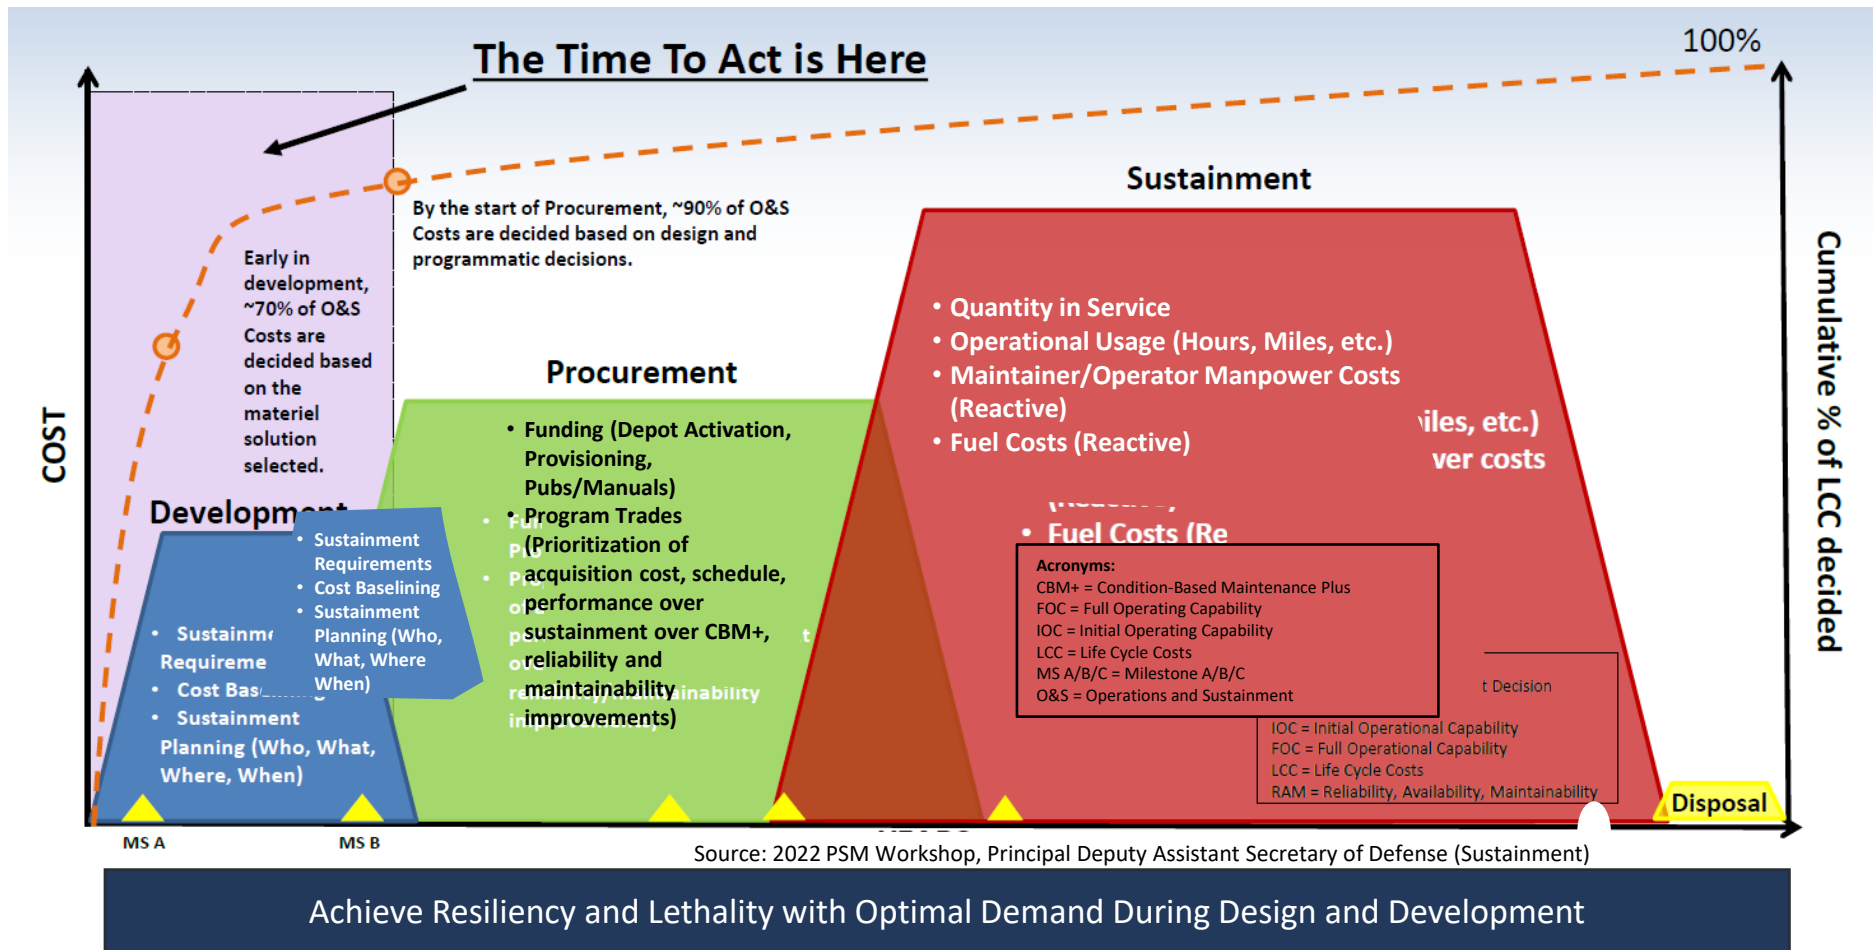 The Time To Act is Here
100%
Sustainment
By the start of Procurement, ~90% of O&S
Costs are decided based on design and
programmatic decisions.
Early in
development,
~70% of O&S
Costs are
decided based
on the
materiel
solution
selected.
COST
Cumulative % of LCC decided
• Quantity in Service
• Operational Usage (Hours, Miles, etc.)
• Maintainer/Operator Manpower Costs
(Reactive)
• Fuel Costs (Reactive)
etc.)
costs
• Fuel Costs
Procurement
• Funding (Depot Activation,
Provisioning,
Pubs/Manuals)
• Program Trades
(Prioritization of
acquisition cost, schedule,
performance over
sustainment over CBM+,
reliability and
maintainability
improvements)
Development
• Sustainment
Requirements
• Cost Baselining
• Sustainment
Planning (Who,
What, Where
When)
• Cost
• Sustainment
Planning (Who, What,
Where, When)
Acronyms:
CBM+ = Condition-Based Maintenance Plus
FOC = Full Operating Capability
IOC = Initial Operating Capability
LCC = Life Cycle Costs
MS A/B/C = Milestone A/B/C
O&S = Operations and Sustainment
Decision
IOC = Initial Operational Capability
FOC = Full Operational Capability
LCC = Life Cycle Costs
RAM = Reliability, Availability, Maintainability
Disposal
MS A
MS B
Source: 2022 PSM Workshop, Principal Deputy Assistant Secretary of Defense (Sustainment)
Achieve Resiliency and Lethality with Optimal Demand During Design and Development